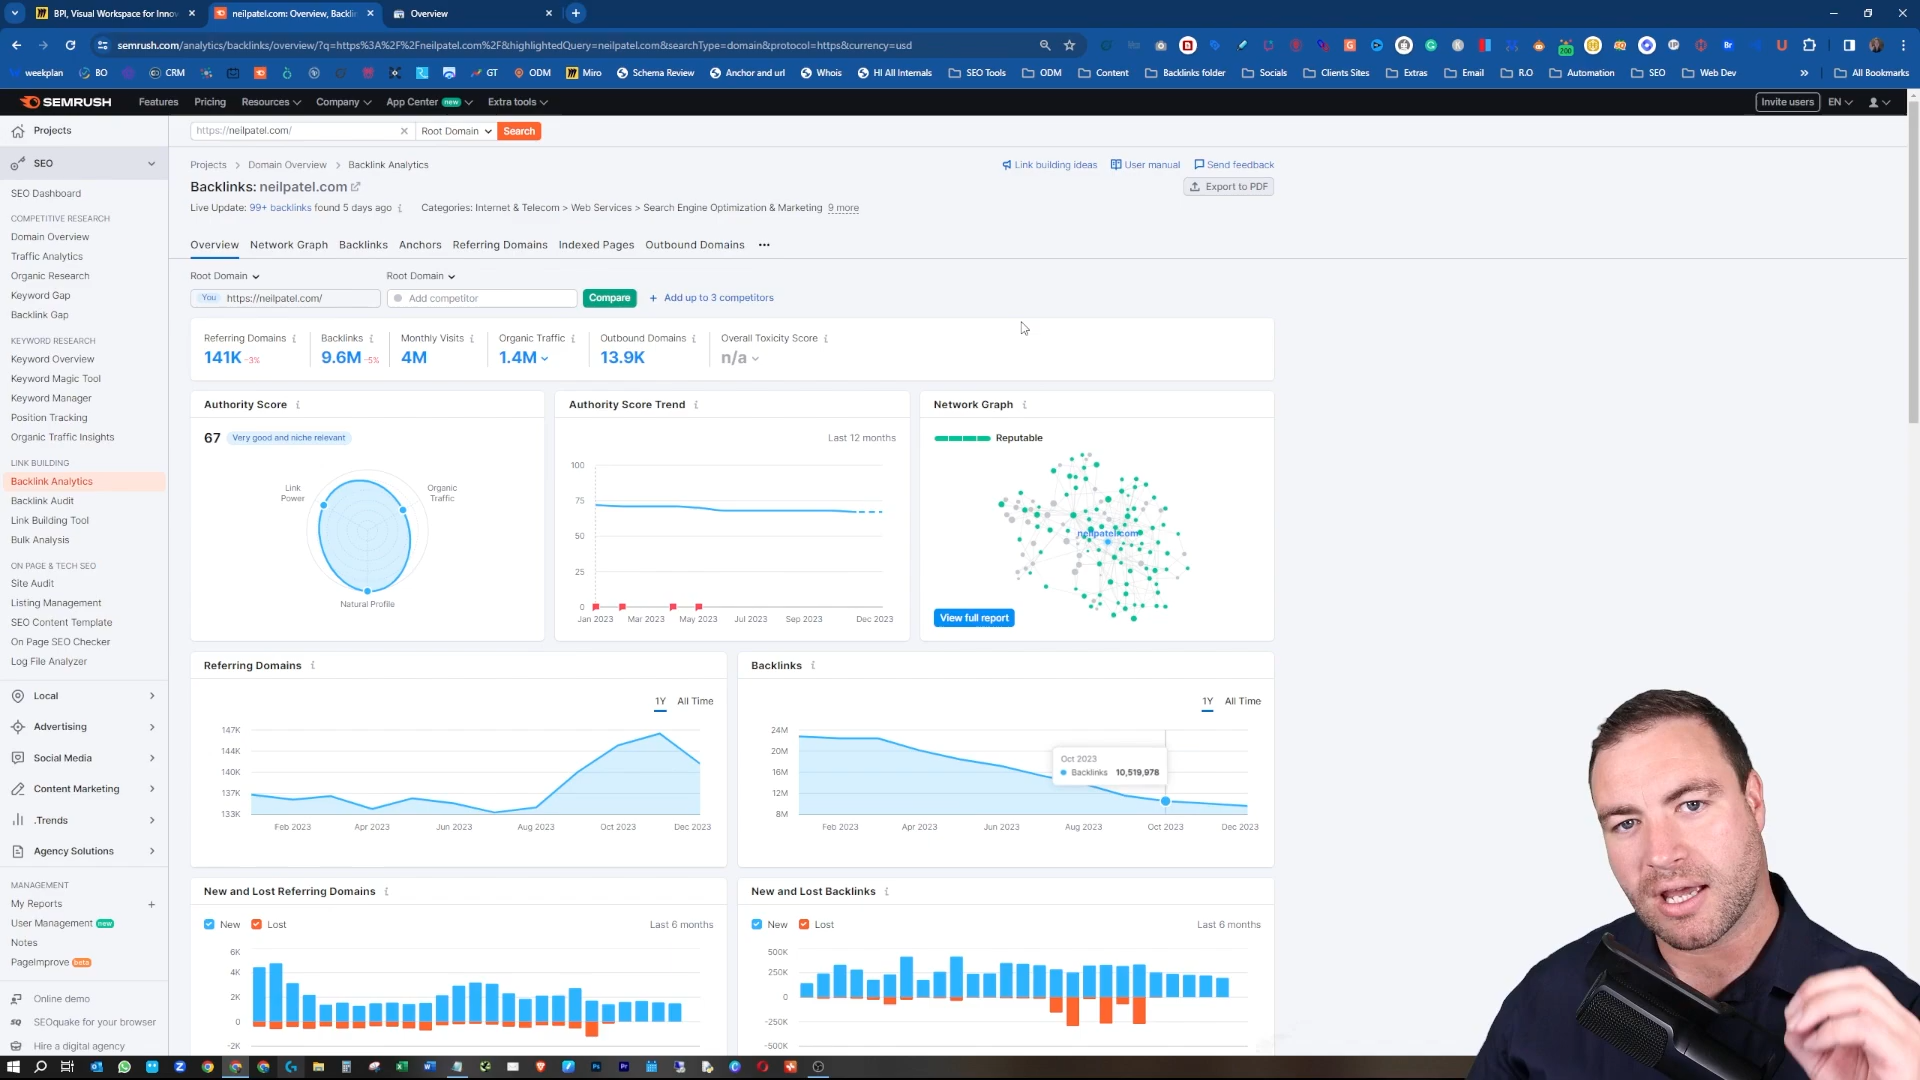 BPI, Visual Workspace for Innov
neilpatel.com: Overview, Backlin
Overview
semrush.com/analytics/backlinks/overview/?q=https%3A%2F%2Fneilpatel.com%2F&highlightedQuery=neilpatel.com&searchType=domain&protocol=https&currency=usd
weekplan
BO
CRM
GT
ODM
Miro
Schema Review
Anchor and url
Whois
HI All Internals
SEO Tools
ODM
Content
Backlinks folder
Socials
Clients Sites
Extras
Email
R.O
Automation
SEO
Web Dev
All Bookmarks
SEMRUSH
Features
Pricing
Resources
Company
App Center new
Extra tools
Invite users
EN
Projects
SEO
SEO Dashboard
COMPETITIVE RESEARCH
Domain Overview
Traffic Analytics
Organic Research
Keyword Gap
Backlink Gap
KEYWORD RESEARCH
Keyword Overview
Keyword Magic Tool
Keyword Manager
Position Tracking
Organic Traffic Insights
LINK BUILDING
Backlink Analytics
Backlink Audit
Link Building Tool
Bulk Analysis
ON PAGE & TECH SEO
Site Audit
Listing Management
SEO Content Template
On Page SEO Checker
Log File Analyzer
Local
Advertising
Social Media
Content Marketing
.Trends
Agency Solutions
MANAGEMENT
My Reports +
User Management new
Notes
PageImprove beta
Online demo
SEOquake for your browser
Hire a digital agency
https://neilpatel.com/
Root Domain
Search
Projects > Domain Overview > Backlink Analytics
Link building ideas
User manual
Send feedback
Backlinks: neilpatel.com
Export to PDF
Live Update: 99+ backlinks found 5 days ago
Categories: Internet & Telecom > Web Services > Search Engine Optimization & Marketing 9 more
Overview
Network Graph
Backlinks
Anchors
Referring Domains
Indexed Pages
Outbound Domains
Root Domain
Root Domain
You https://neilpatel.com/
Add competitor
Compare
+ Add up to 3 competitors
Referring Domains
141K -3%
Backlinks
9.6M -5%
Monthly Visits
4M
Organic Traffic
1.4M
Outbound Domains
13.9K
Overall Toxicity Score
n/a
Authority Score
67 Very good and niche relevant
Link Power
Organic Traffic
Natural Profile
Authority Score Trend
Last 12 months
100
75
50
25
0
Jan 2023
Mar 2023
May 2023
Jul 2023
Sep 2023
Dec 2023
Network Graph
Reputable
neilpatel.com
View full report
Referring Domains
1Y All Time
147K
144K
140K
137K
133K
Feb 2023
Apr 2023
Jun 2023
Aug 2023
Oct 2023
Dec 2023
Backlinks
1Y All Time
24M
20M
16M
12M
8M
Oct 2023
Backlinks 10,519,978
Feb 2023
Apr 2023
Jun 2023
Aug 2023
Oct 2023
Dec 2023
New and Lost Referring Domains
New Lost
Last 6 months
6K
4K
2K
0
-2K
New and Lost Backlinks
New Lost
Last 6 months
500K
250K
0
-250K
-500K